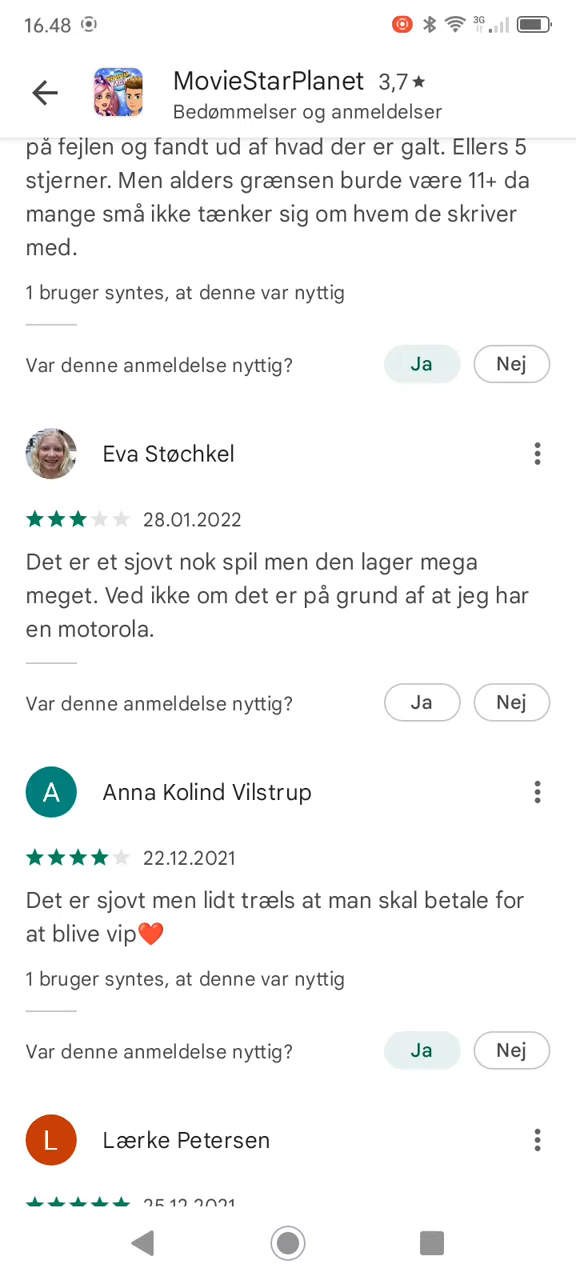 16.48
3G
MovieStarPlanet 3,7★
Bedømmelser og anmeldelser
på fejlen og fandt ud af hvad der er galt. Ellers 5
stjerner. Men alders grænsen burde være 11+ da
mange små ikke tænker sig om hvem de skriver
med.
1 bruger syntes, at denne var nyttig
Var denne anmeldelse nyttig? Ja Nej
Eva Støchkel
28.01.2022
Det er et sjovt nok spil men den lager mega
meget. Ved ikke om det er på grund af at jeg har
en motorola.
Var denne anmeldelse nyttig? Ja Nej
A Anna Kolind Vilstrup
22.12.2021
Det er sjovt men lidt træls at man skal betale for
at blive vip❤️
1 bruger syntes, at denne var nyttig
Var denne anmeldelse nyttig? Ja Nej
L Lærke Petersen
25.12.2021